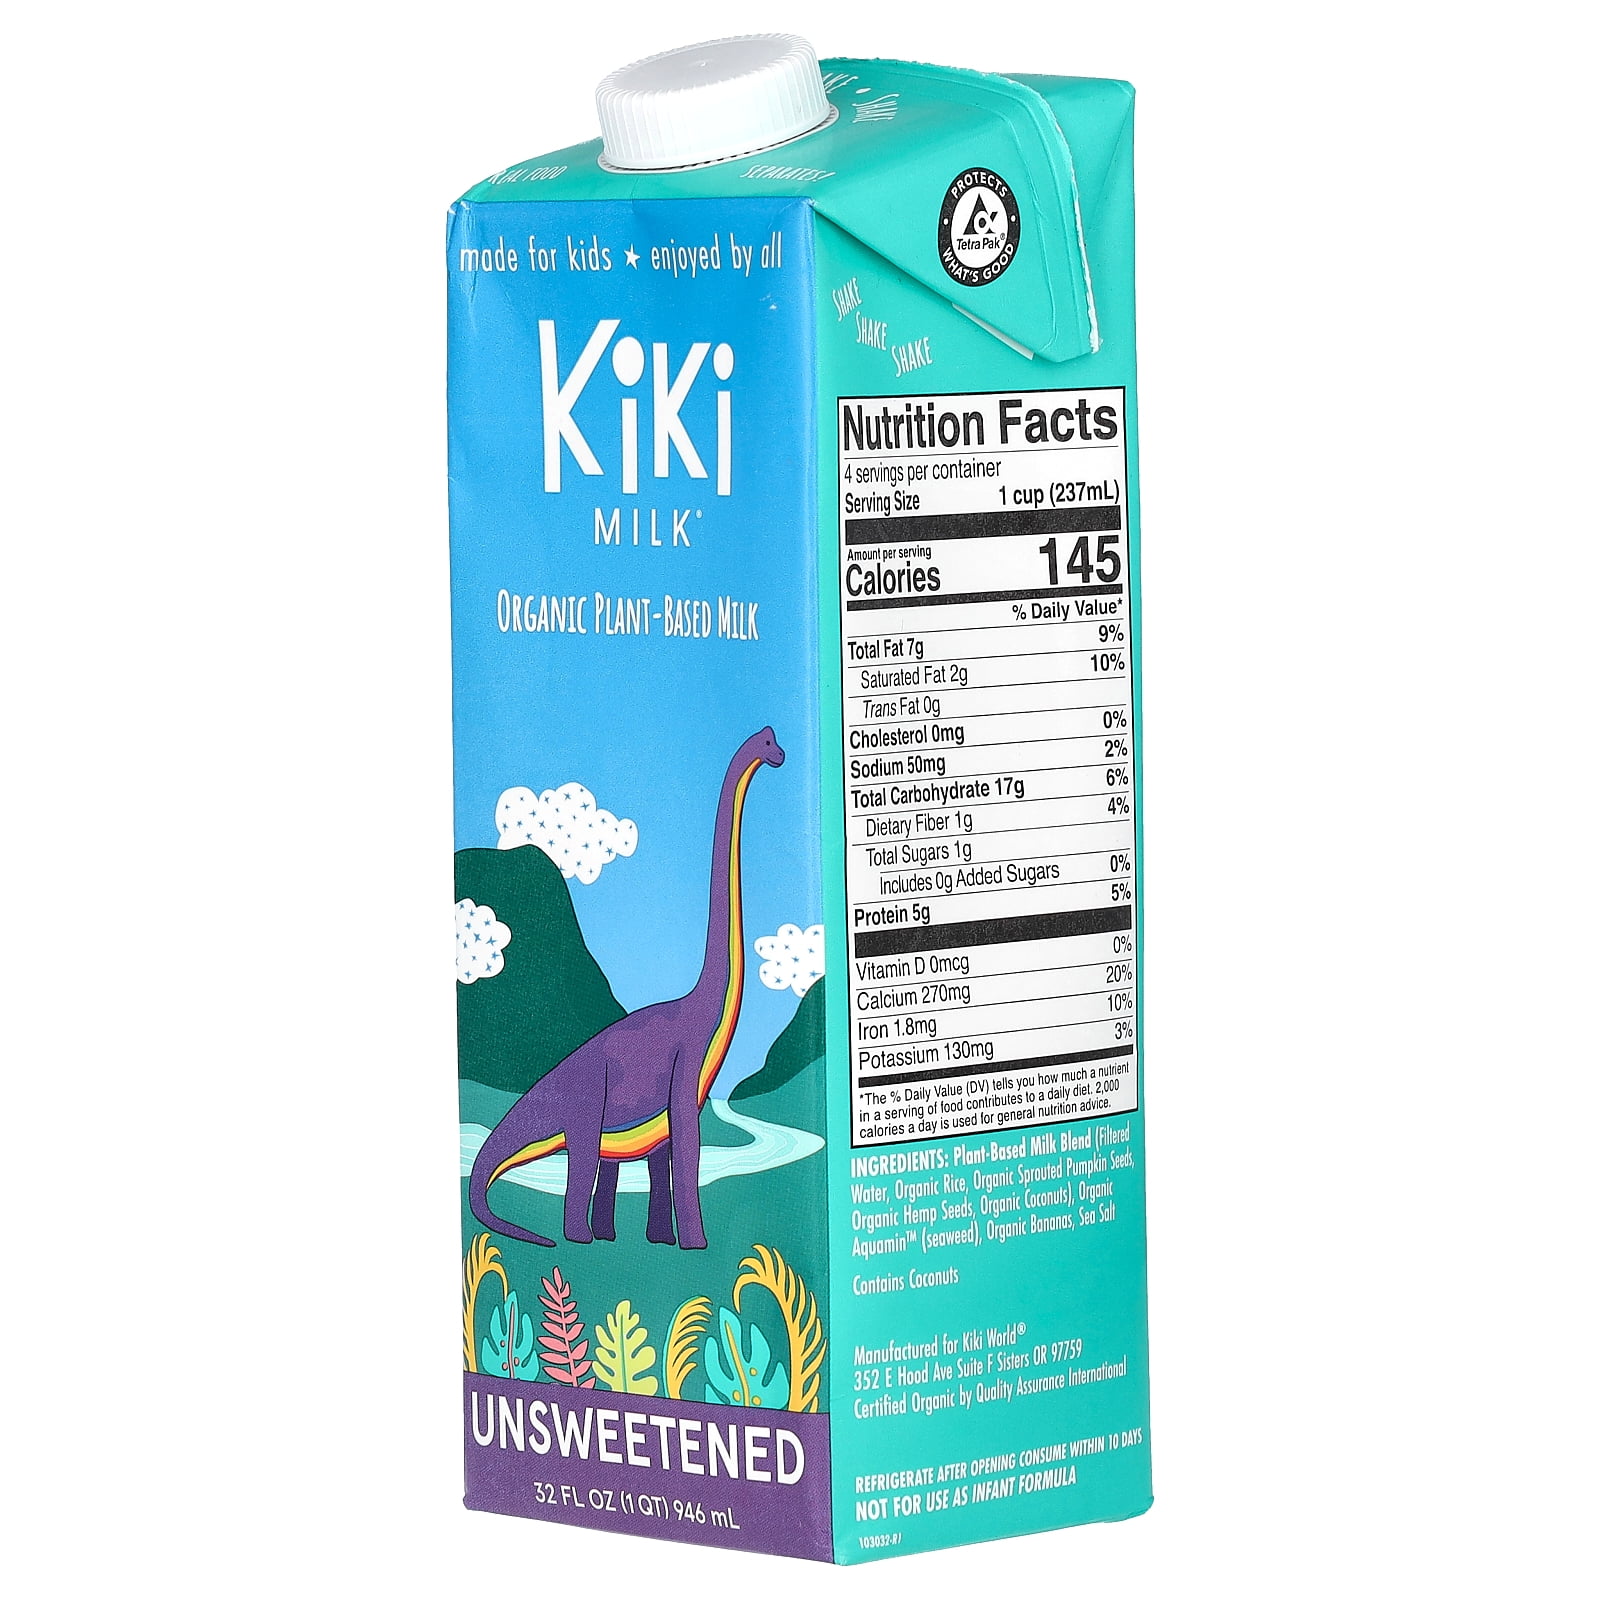 REAL FOOD
SEPARATES!
SHAKE
made for kids ★ enjoyed by all
KiKi
MILK®
ORGANIC PLANT-BASED MILK
UNSWEETENED
32 FL OZ (1 QT) 946 mL
PROTECTS
Tetra Pak®
WHAT'S GOOD
SHAKE
SHAKE
SHAKE
Nutrition Facts
4 servings per container
Serving Size 1 cup (237mL)
Amount per serving
Calories 145
% Daily Value*
Total Fat 7g 9%
Saturated Fat 2g 10%
Trans Fat 0g
Cholesterol 0mg 0%
Sodium 50mg 2%
Total Carbohydrate 17g 6%
Dietary Fiber 1g 4%
Total Sugars 1g
Includes 0g Added Sugars 0%
Protein 5g 5%
Vitamin D 0mcg 0%
Calcium 270mg 20%
Iron 1.8mg 10%
Potassium 130mg 3%
*The % Daily Value (DV) tells you how much a nutrient
in a serving of food contributes to a daily diet. 2,000
calories a day is used for general nutrition advice.
INGREDIENTS: Plant-Based Milk Blend (Filtered
Water, Organic Rice, Organic Sprouted Pumpkin Seeds,
Organic Hemp Seeds, Organic Coconuts), Organic
Aquamin™ (seaweed), Organic Bananas, Sea Salt
Contains Coconuts
Manufactured for Kiki World®
352 E Hood Ave Suite F Sisters OR 97759
Certified Organic by Quality Assurance International
REFRIGERATE AFTER OPENING CONSUME WITHIN 10 DAYS
NOT FOR USE AS INFANT FORMULA
103032-R1